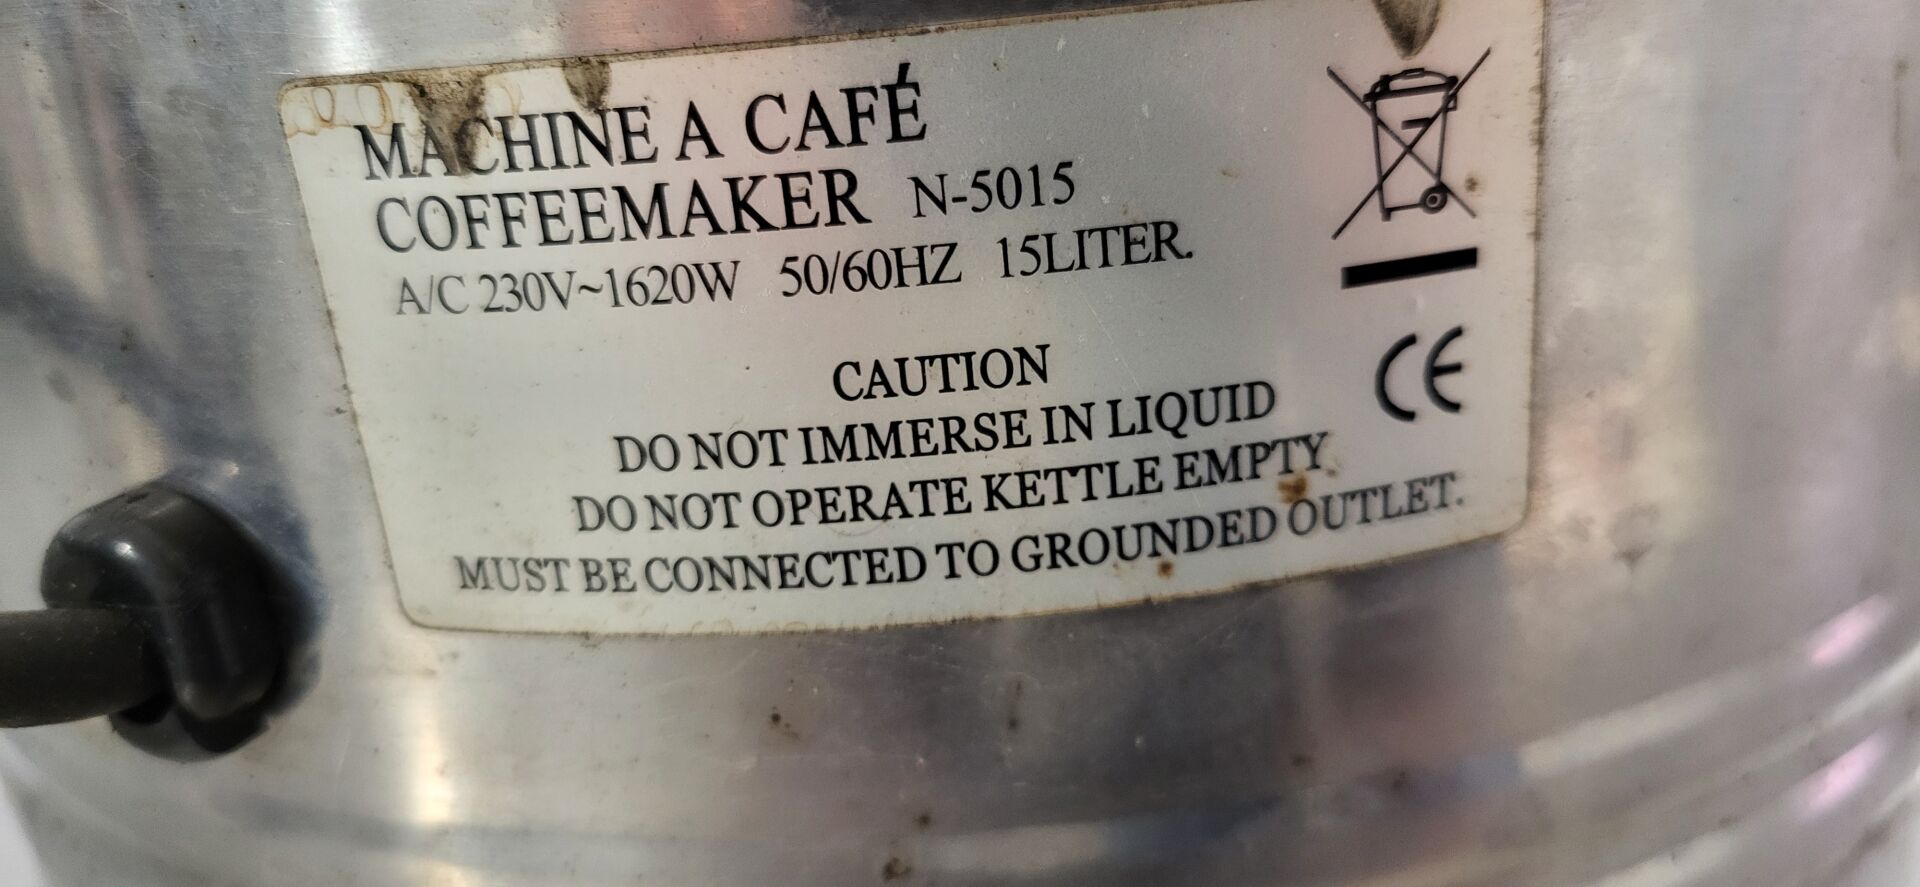 MACHINE A CAFÉ
COFFEEMAKER N-5015
A/C 230V~1620W 50/60HZ 15LITER.
CE
CAUTION
DO NOT IMMERSE IN LIQUID
DO NOT OPERATE KETTLE EMPTY
MUST BE CONNECTED TO GROUNDED OUTLET.